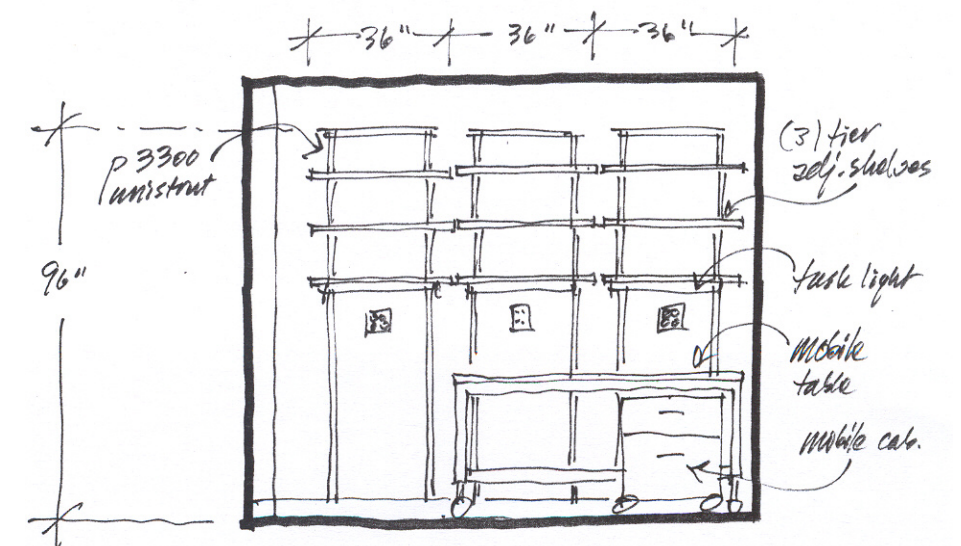 36" 36" 36"
p3300
unistrut
(3) tier
adj. shelves
96"
task light
mobile
table
mobile cab.